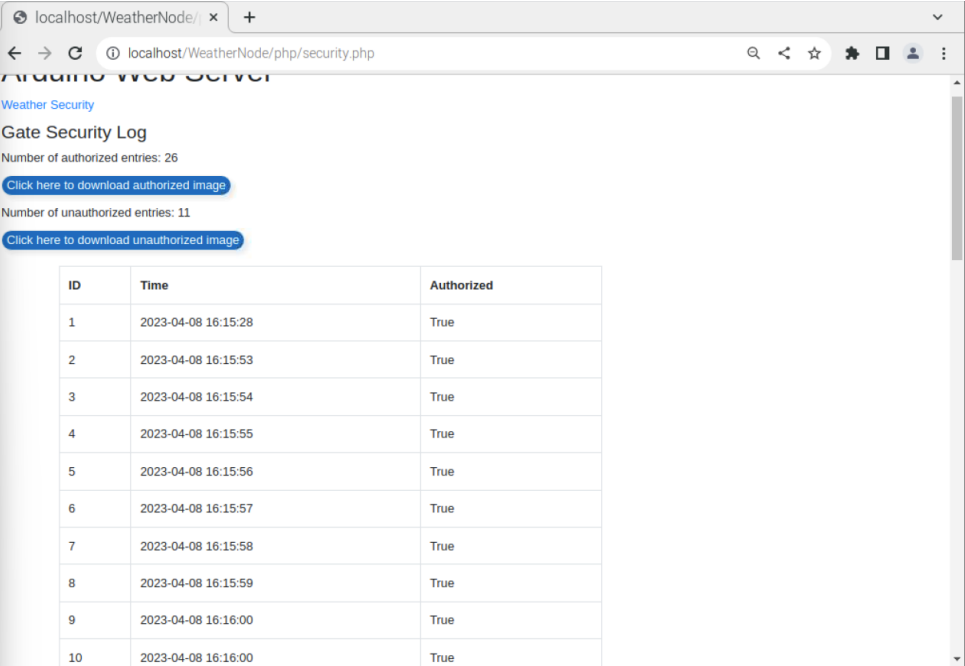 localhost/WeatherNode/
localhost/WeatherNode/php/security.php
Arduino Web Server
Weather Security
Gate Security Log
Number of authorized entries: 26
Click here to download authorized image
Number of unauthorized entries: 11
Click here to download unauthorized image
ID Time Authorized
1 2023-04-08 16:15:28 True
2 2023-04-08 16:15:53 True
3 2023-04-08 16:15:54 True
4 2023-04-08 16:15:55 True
5 2023-04-08 16:15:56 True
6 2023-04-08 16:15:57 True
7 2023-04-08 16:15:58 True
8 2023-04-08 16:15:59 True
9 2023-04-08 16:16:00 True
10 2023-04-08 16:16:00 True